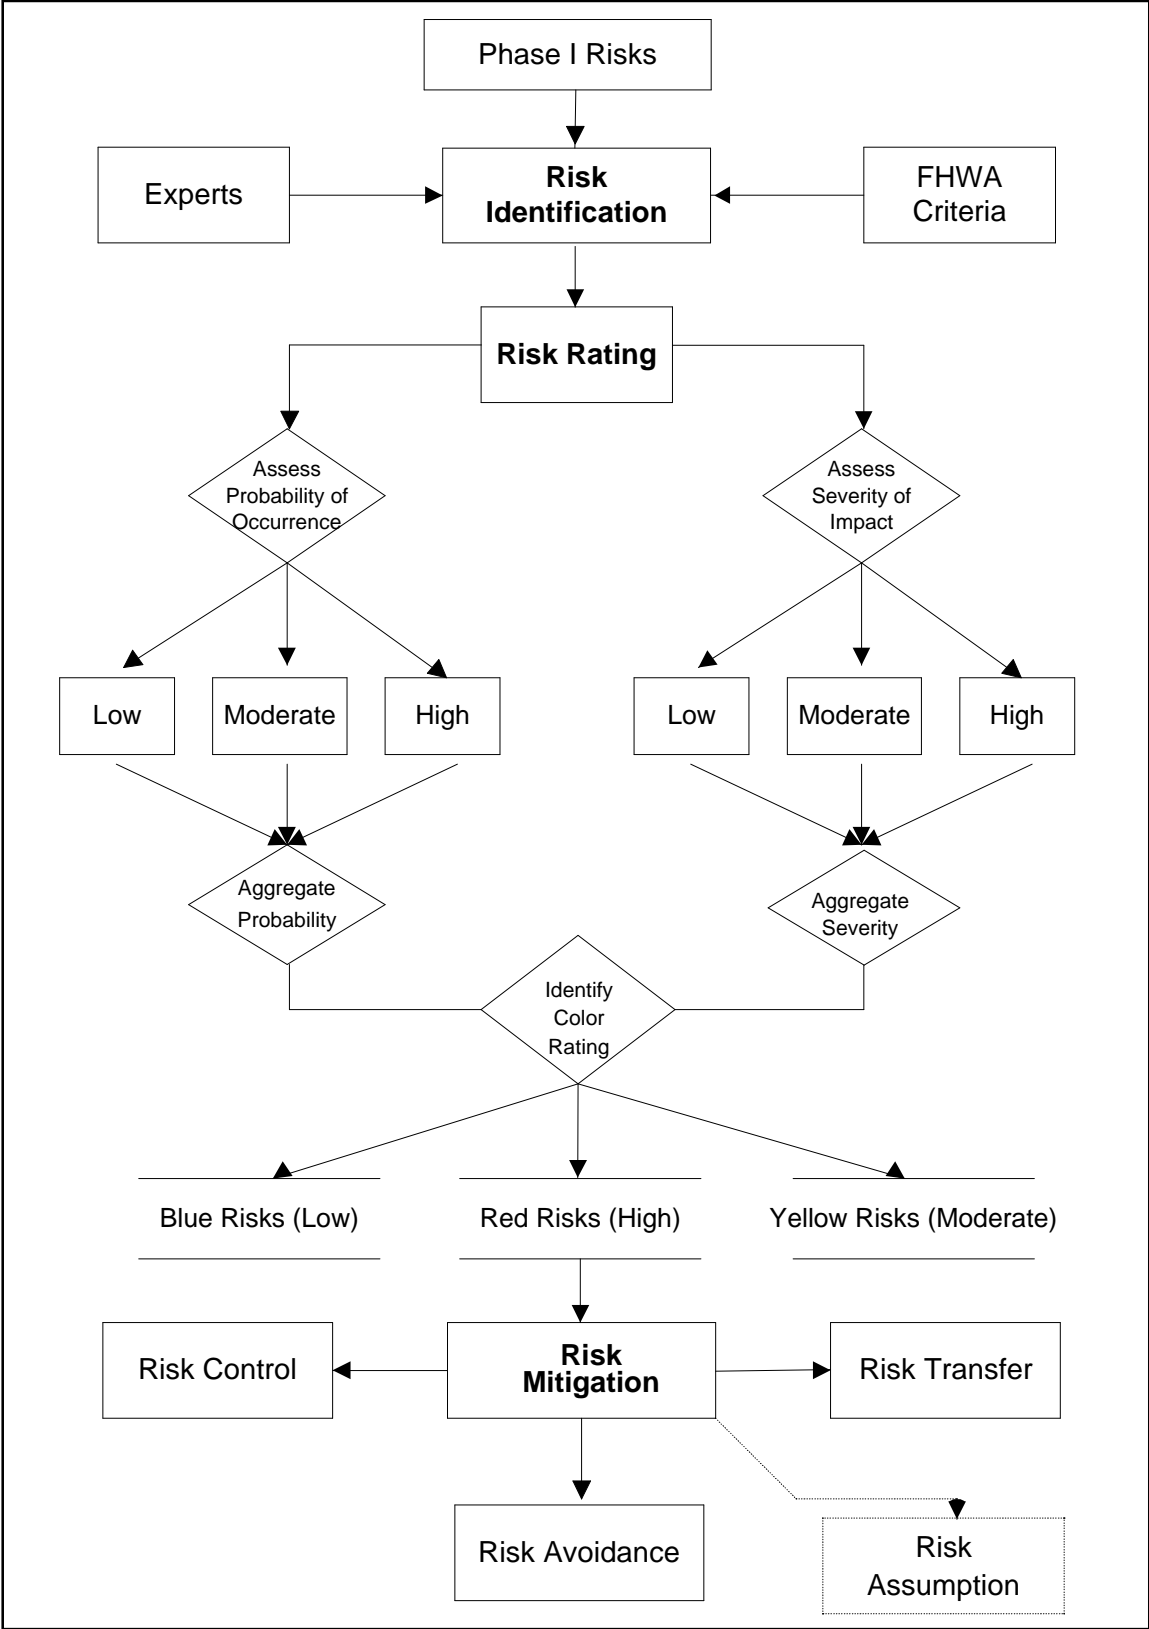 Phase I Risks
Experts
Risk
Identification
FHWA
Criteria
Risk Rating
Assess
Probability of
Occurrence
Assess
Severity of
Impact
Low
Moderate
High
Low
Moderate
High
Aggregate
Probability
Aggregate
Severity
Identify
Color
Rating
Blue Risks (Low)
Red Risks (High)
Yellow Risks (Moderate)
Risk Control
Risk
Mitigation
Risk Transfer
Risk Avoidance
Risk
Assumption